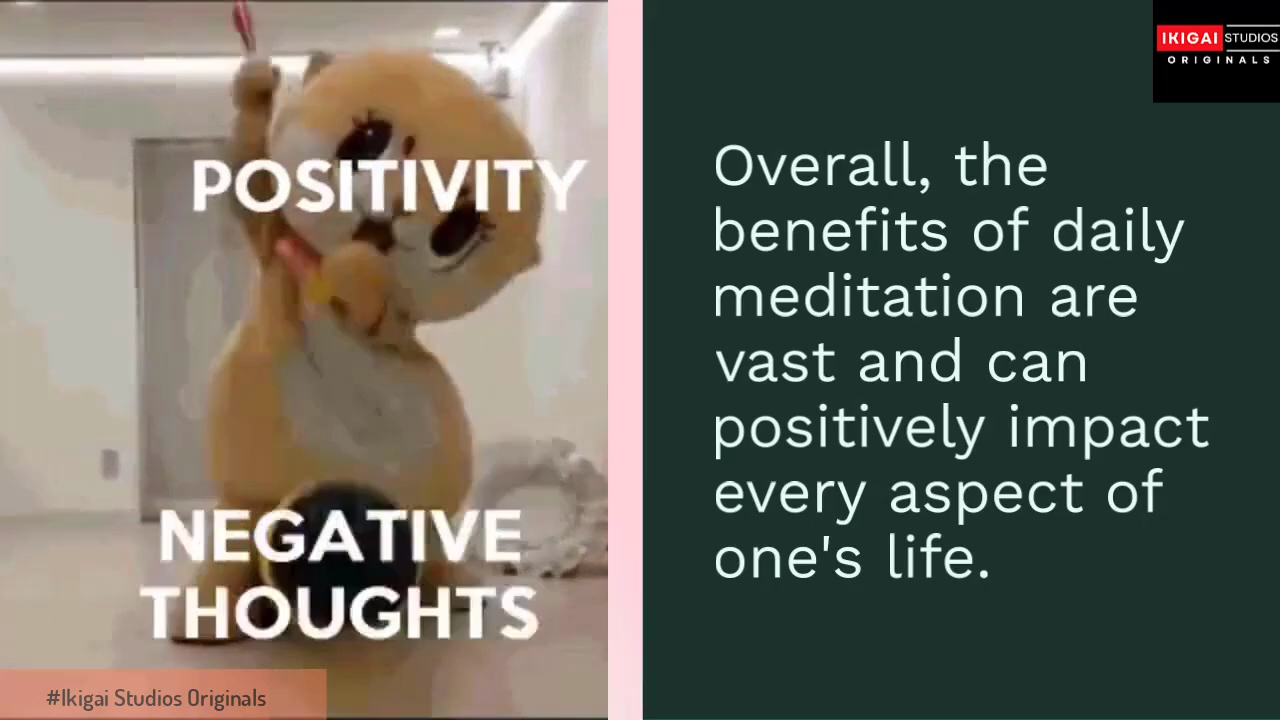 POSITIVITY
NEGATIVE
THOUGHTS
#Ikigai Studios Originals
IKIGAI STUDIOS
ORIGINALS
Overall, the
benefits of daily
meditation are
vast and can
positively impact
every aspect of
one's life.